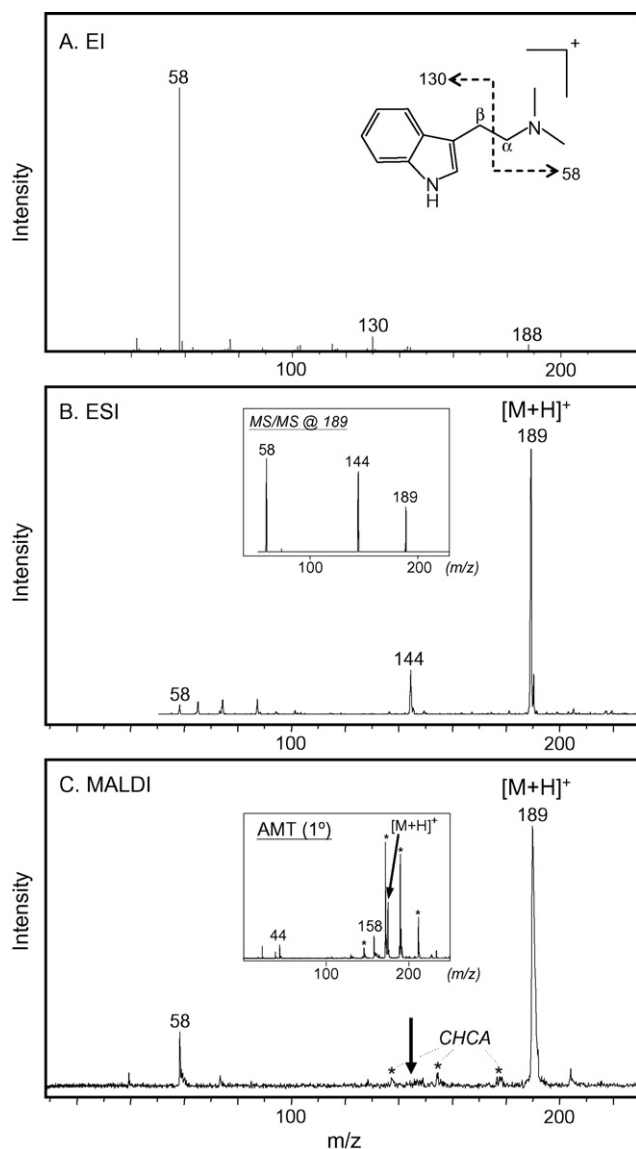 A. EI
58
130
β
α
N
N
H
+
58
Intensity
130
188
100
200
B. ESI
[M+H]+
189
MS/MS @ 189
58
144
189
100
200
(m/z)
Intensity
144
58
100
200
C. MALDI
[M+H]+
189
AMT (1º)
[M+H]+
*
*
44
158
*
*
100
200
(m/z)
Intensity
58
CHCA
*
*
*
100
200
m/z